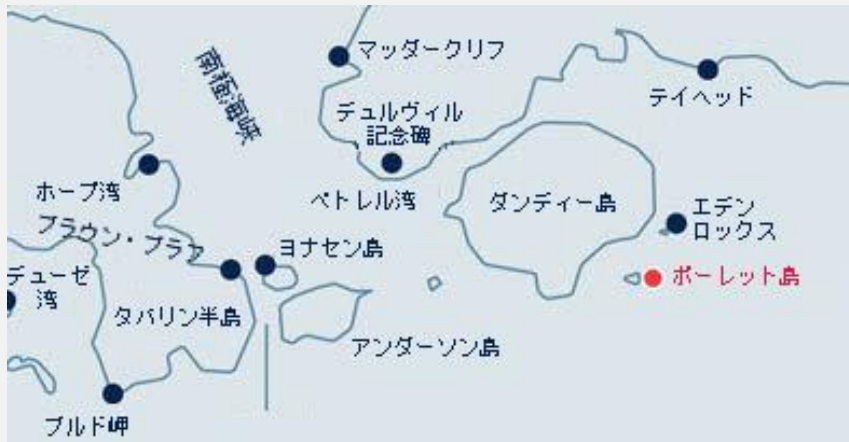 マッダークリフ
南極海峡
テイヘッド
デュルヴィル
記念碑
ホープ湾
ペトレル湾
ダンディー島
エデン
ロックス
ブラウン・ブラフ
ヨナセン島
デューゼ
湾
ポーレット島
タバリン半島
アンダーソン島
ブルド岬